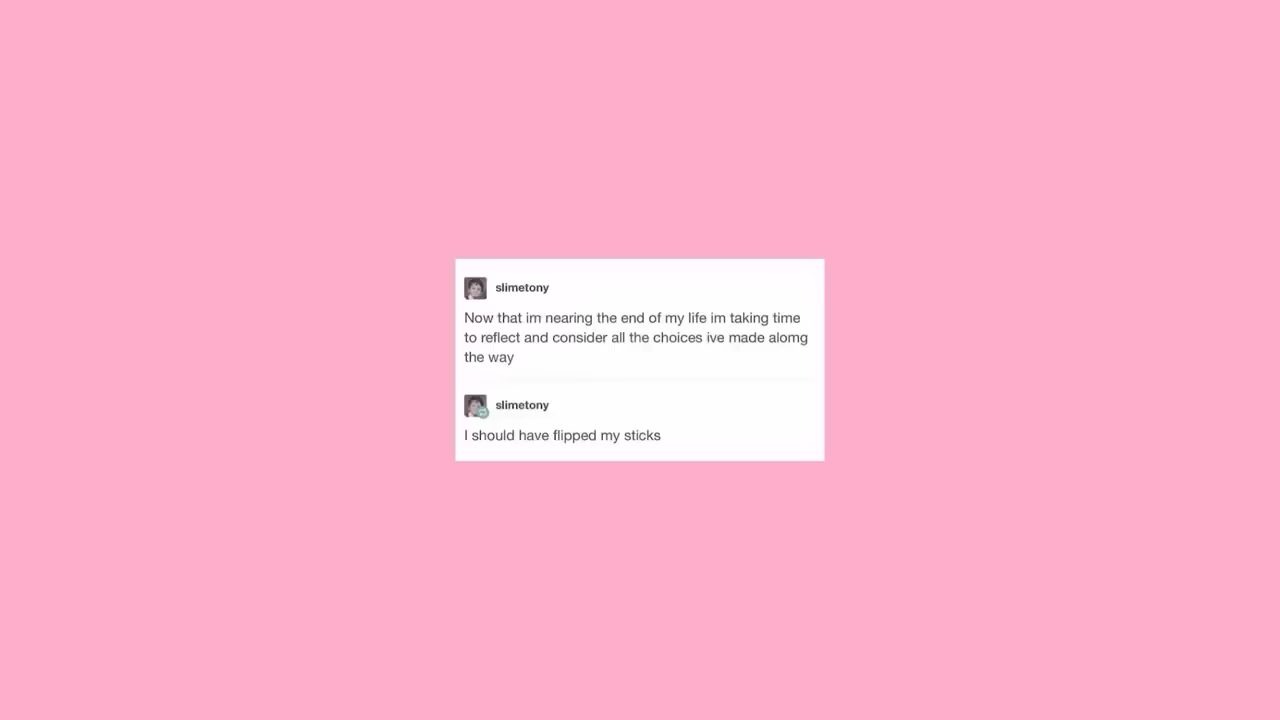 slimetony
Now that im nearing the end of my life im taking time
to reflect and consider all the choices ive made alomg
the way
slimetony
I should have flipped my sticks